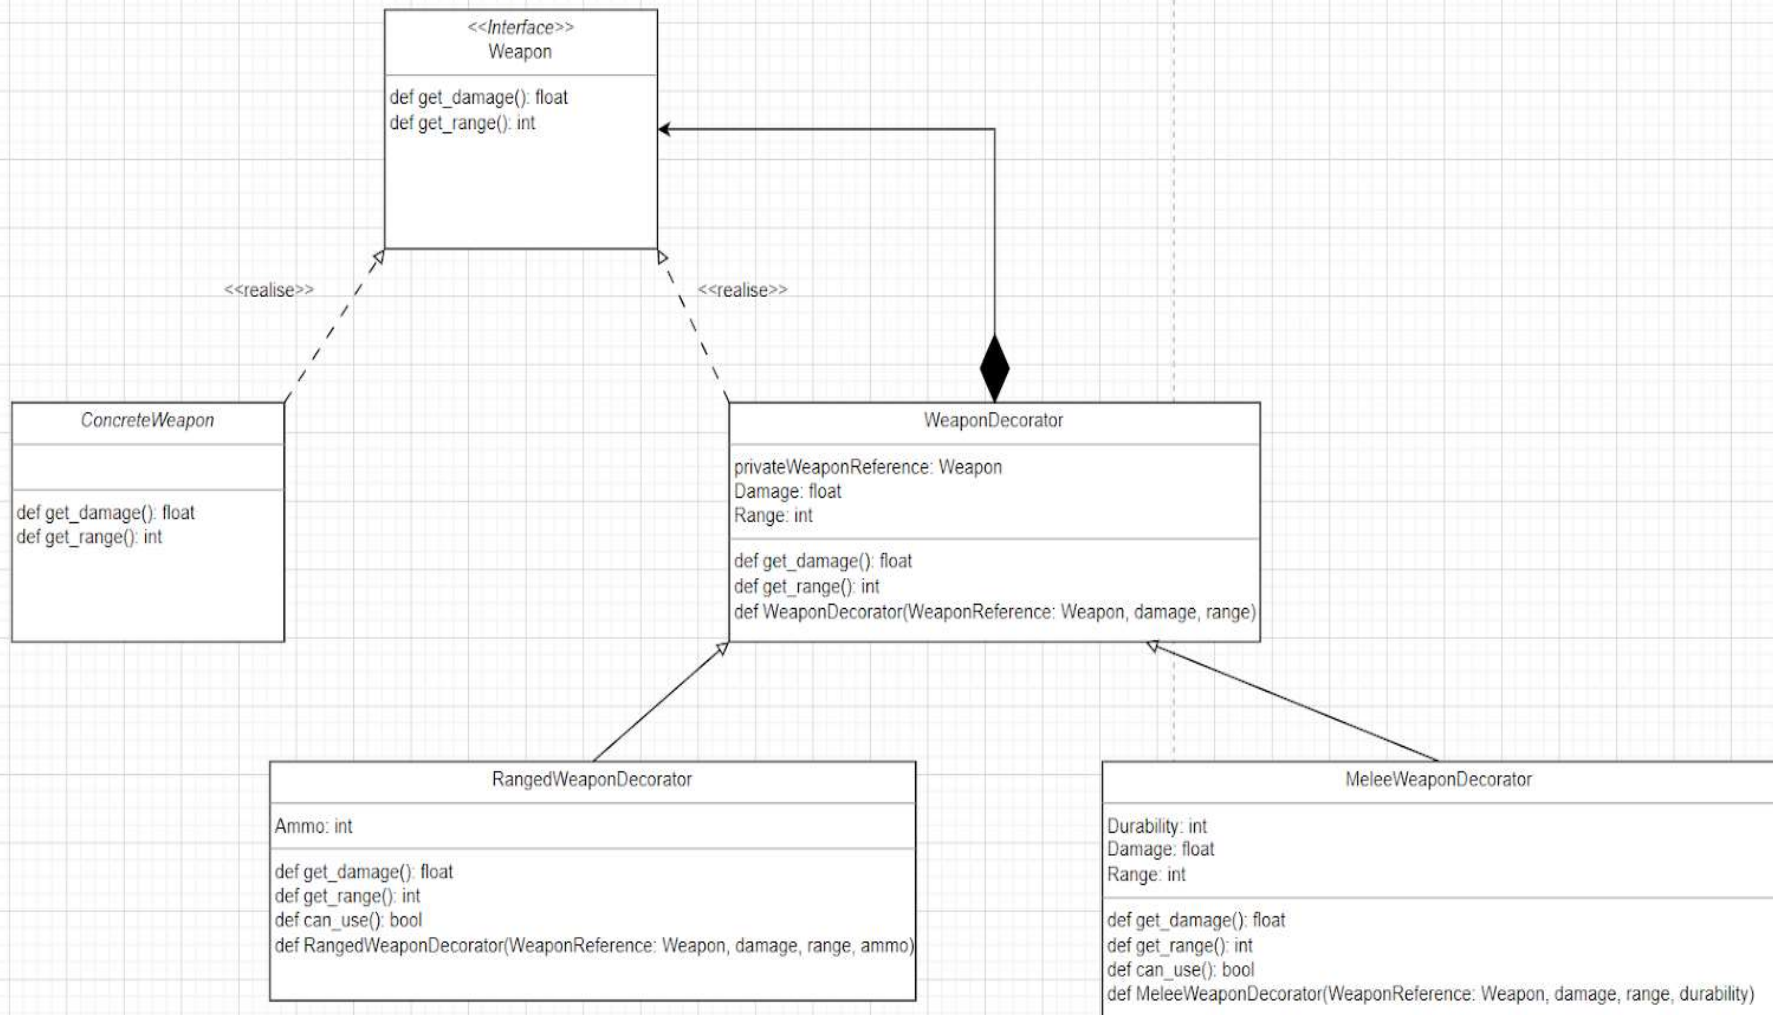 <<Interface>>
Weapon
def get_damage(): float
def get_range(): int
<<realise>>
<<realise>>
ConcreteWeapon
def get_damage(): float
def get_range(): int
WeaponDecorator
privateWeaponReference: Weapon
Damage: float
Range: int
def get_damage(): float
def get_range(): int
def WeaponDecorator(WeaponReference: Weapon, damage, range)
RangedWeaponDecorator
Ammo: int
def get_damage(): float
def get_range(): int
def can_use(): bool
def RangedWeaponDecorator(WeaponReference: Weapon, damage, range, ammo)
MeleeWeaponDecorator
Durability: int
Damage: float
Range: int
def get_damage(): float
def get_range(): int
def can_use(): bool
def MeleeWeaponDecorator(WeaponReference: Weapon, damage, range, durability)